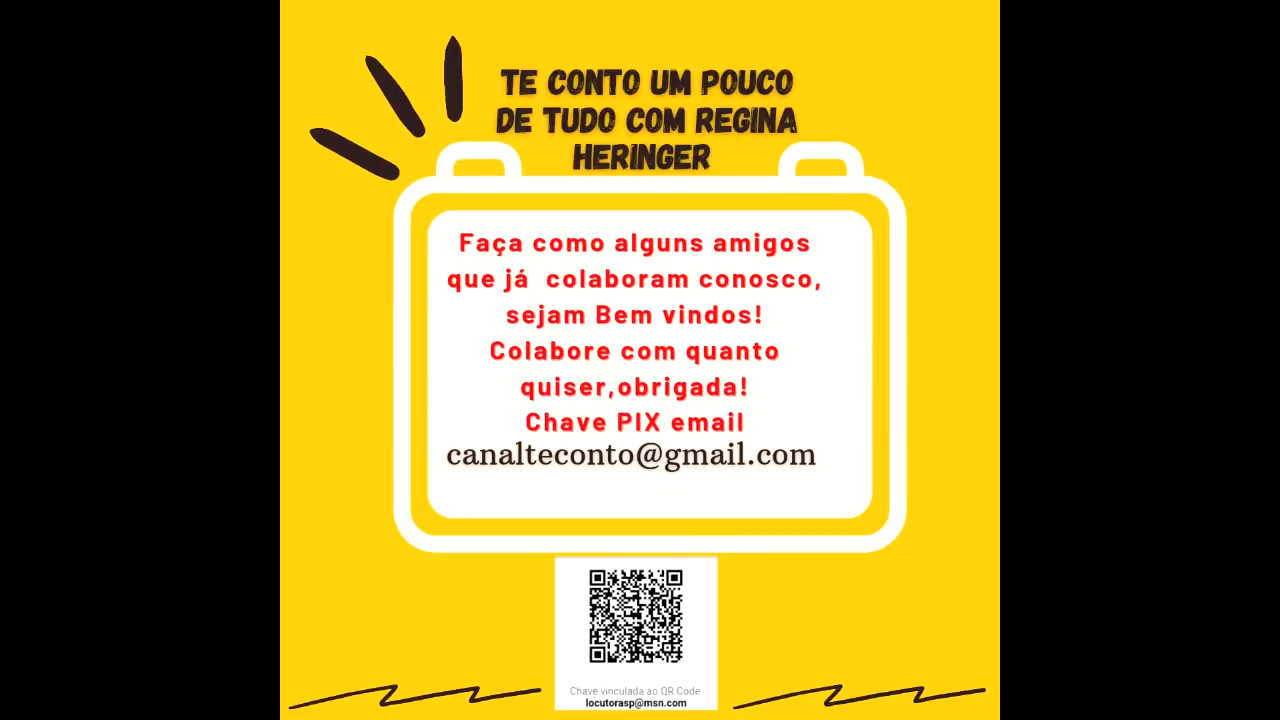 TE CONTO UM POUCO
DE TUDO COM REGINA
HERINGER
Faça como alguns amigos
que já colaboram conosco,
sejam Bem vindos!
Colabore com quanto
quiser,obrigada!
Chave PIX email
canalteconto@gmail.com
Chave vinculada ao QR Code
locutorasp@msn.com